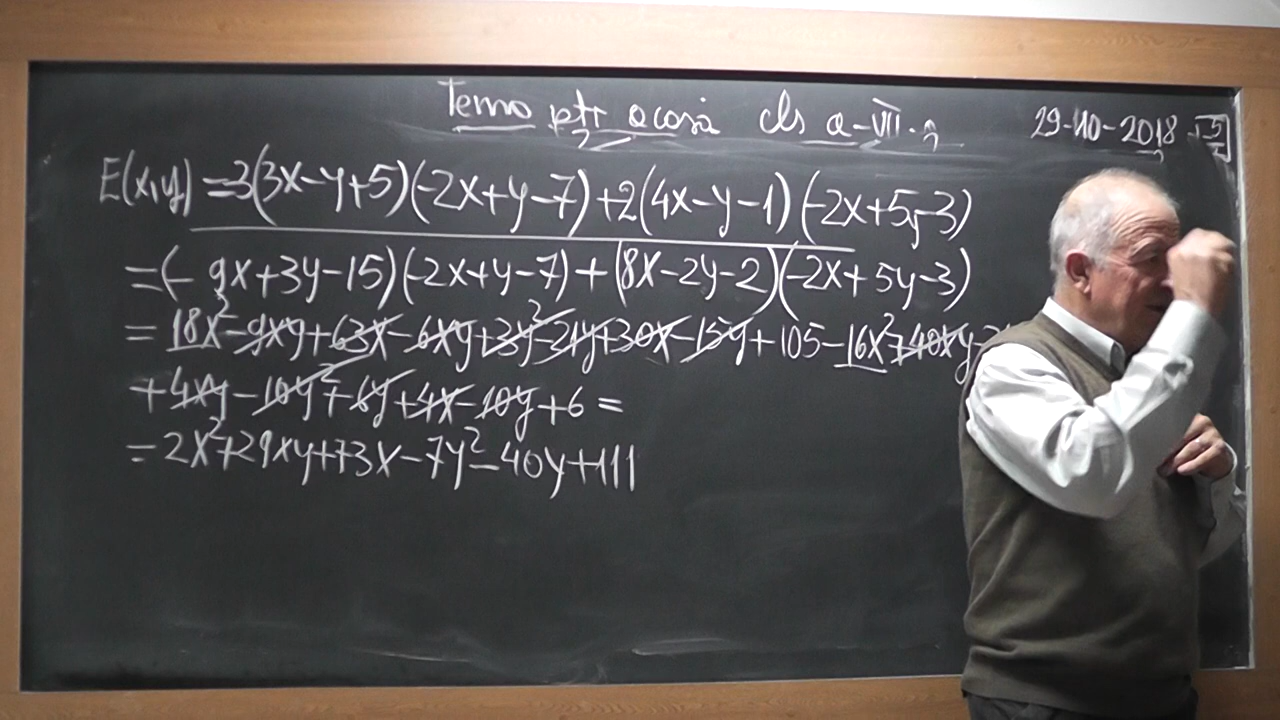 Tema ptr acasă cls a-VII-a
29-10-2018
E(x,y) =-3(3x-y+5)(-2x+y-7)+2(4x-y-1)(-2x+5y-3)
=(-9x+3y-15)(-2x+y-7)+(8x-2y-2)(-2x+5y-3)
= 18x²-9xy+63x-6xy+3y²-21y+30x-15y+105-16x²+40xy
+4xy-10y²+6y+4x-10y+6=
=2x²+29xy+73x-7y²-40y+111